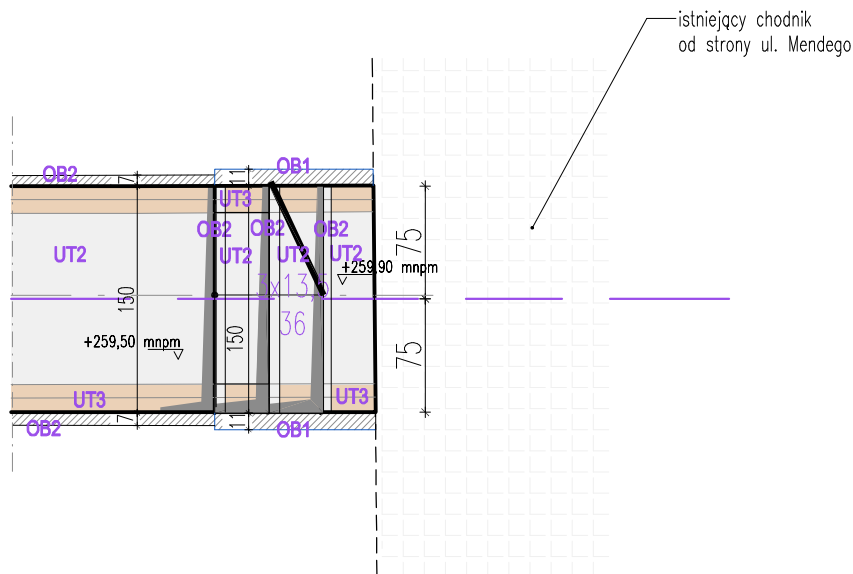 istniejący chodnik
od strony ul. Mendego
OB1
OB2
7
11
UT3
75
OB2
OB2
OB2
UT2
UT2
UT2
UT2
+259.90 mnpm
3x13,5
150
36
+259,50 mnpm
150
75
UT3
UT3
7
11
OB2
OB1